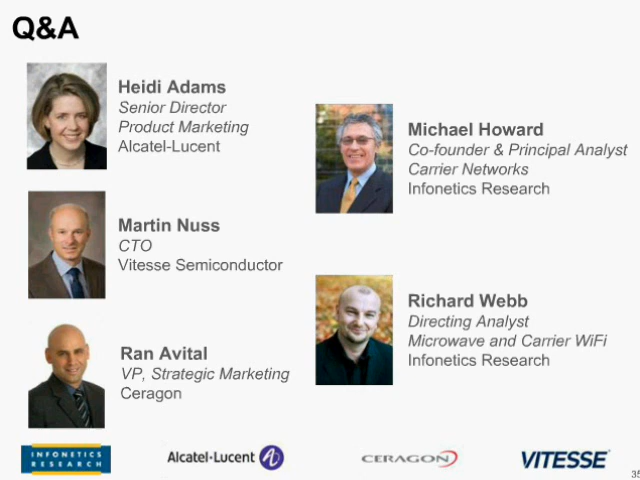 Q&A
Heidi Adams
Senior Director
Product Marketing
Alcatel-Lucent
Martin Nuss
CTO
Vitesse Semiconductor
Ran Avital
VP, Strategic Marketing
Ceragon
Michael Howard
Co-founder & Principal Analyst
Carrier Networks
Infonetics Research
Richard Webb
Directing Analyst
Microwave and Carrier WiFi
Infonetics Research
INFONETICS
RESEARCH
Alcatel·Lucent
CERAGON
VITESSE
35